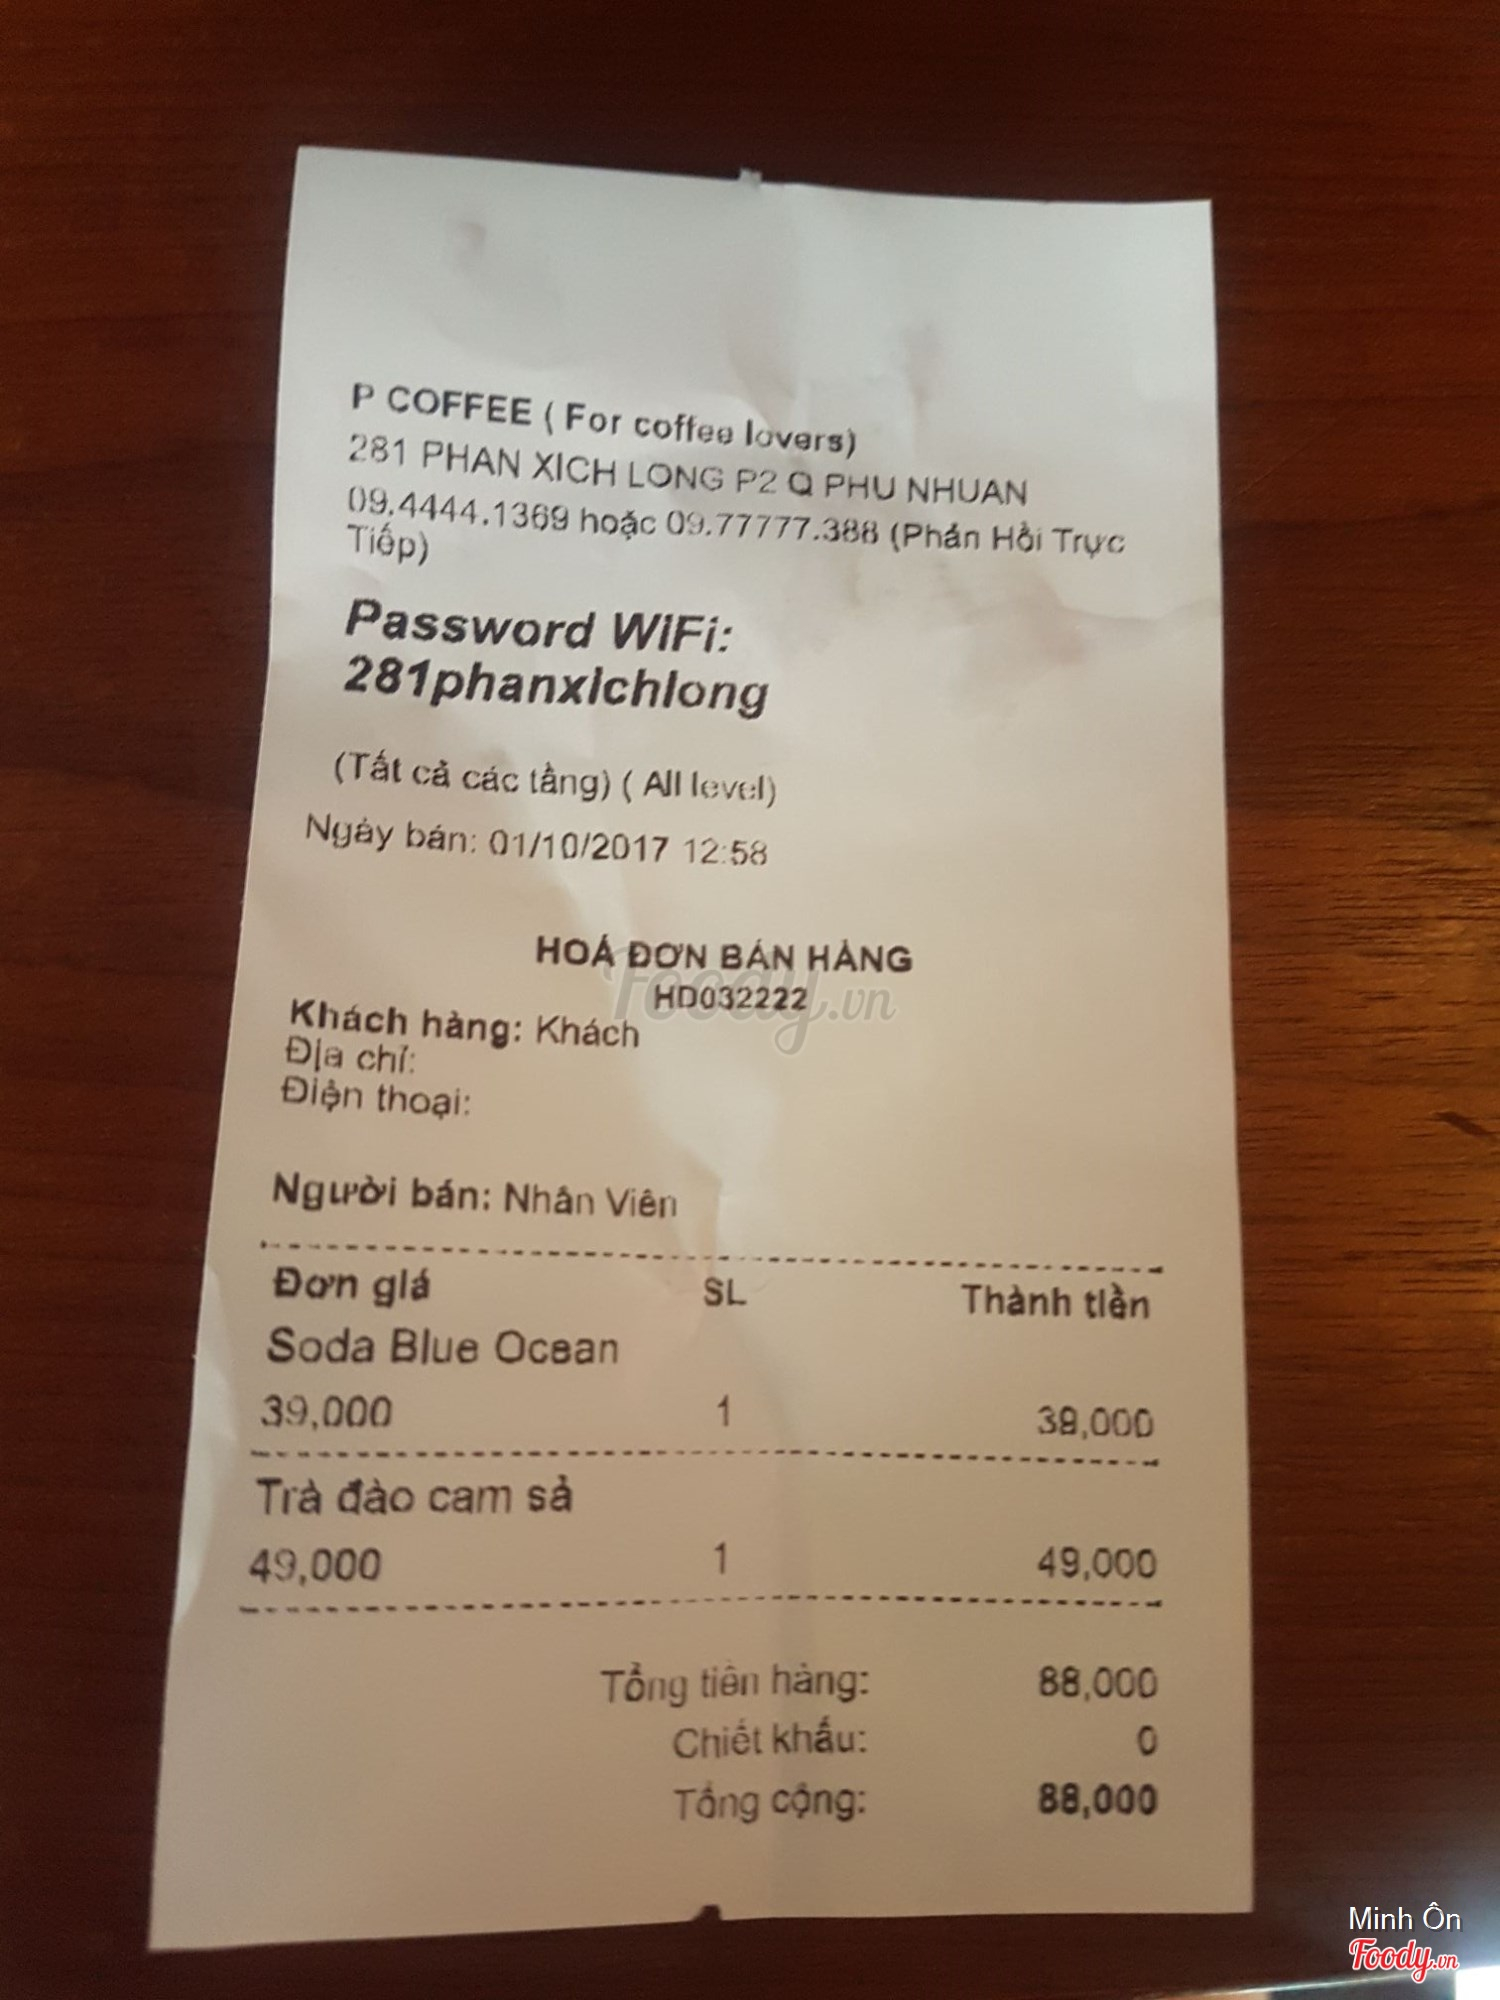 P COFFEE ( For coffee lovers)
281 PHAN XICH LONG P2 Q PHU NHUAN
09.4444.1369 hoặc 09.77777.388 (Phản Hồi Trực
Tiếp)
Password WiFi:
281phanxichlong
(Tất cả các tầng) ( All level)
Ngày bán: 01/10/2017 12:58
HOÁ ĐƠN BÁN HÀNG
HD032222
Foody.vn
Khách hàng: Khách
Địa chỉ:
Điện thoại:
Người bán: Nhân Viên
Đơn giá SL Thành tiền
Soda Blue Ocean
39,000 1 39,000
Trà đào cam sả
49,000 1 49,000
Tổng tiền hàng: 88,000
Chiết khấu: 0
Tổng cộng: 88,000
Minh Ôn
Foody.vn